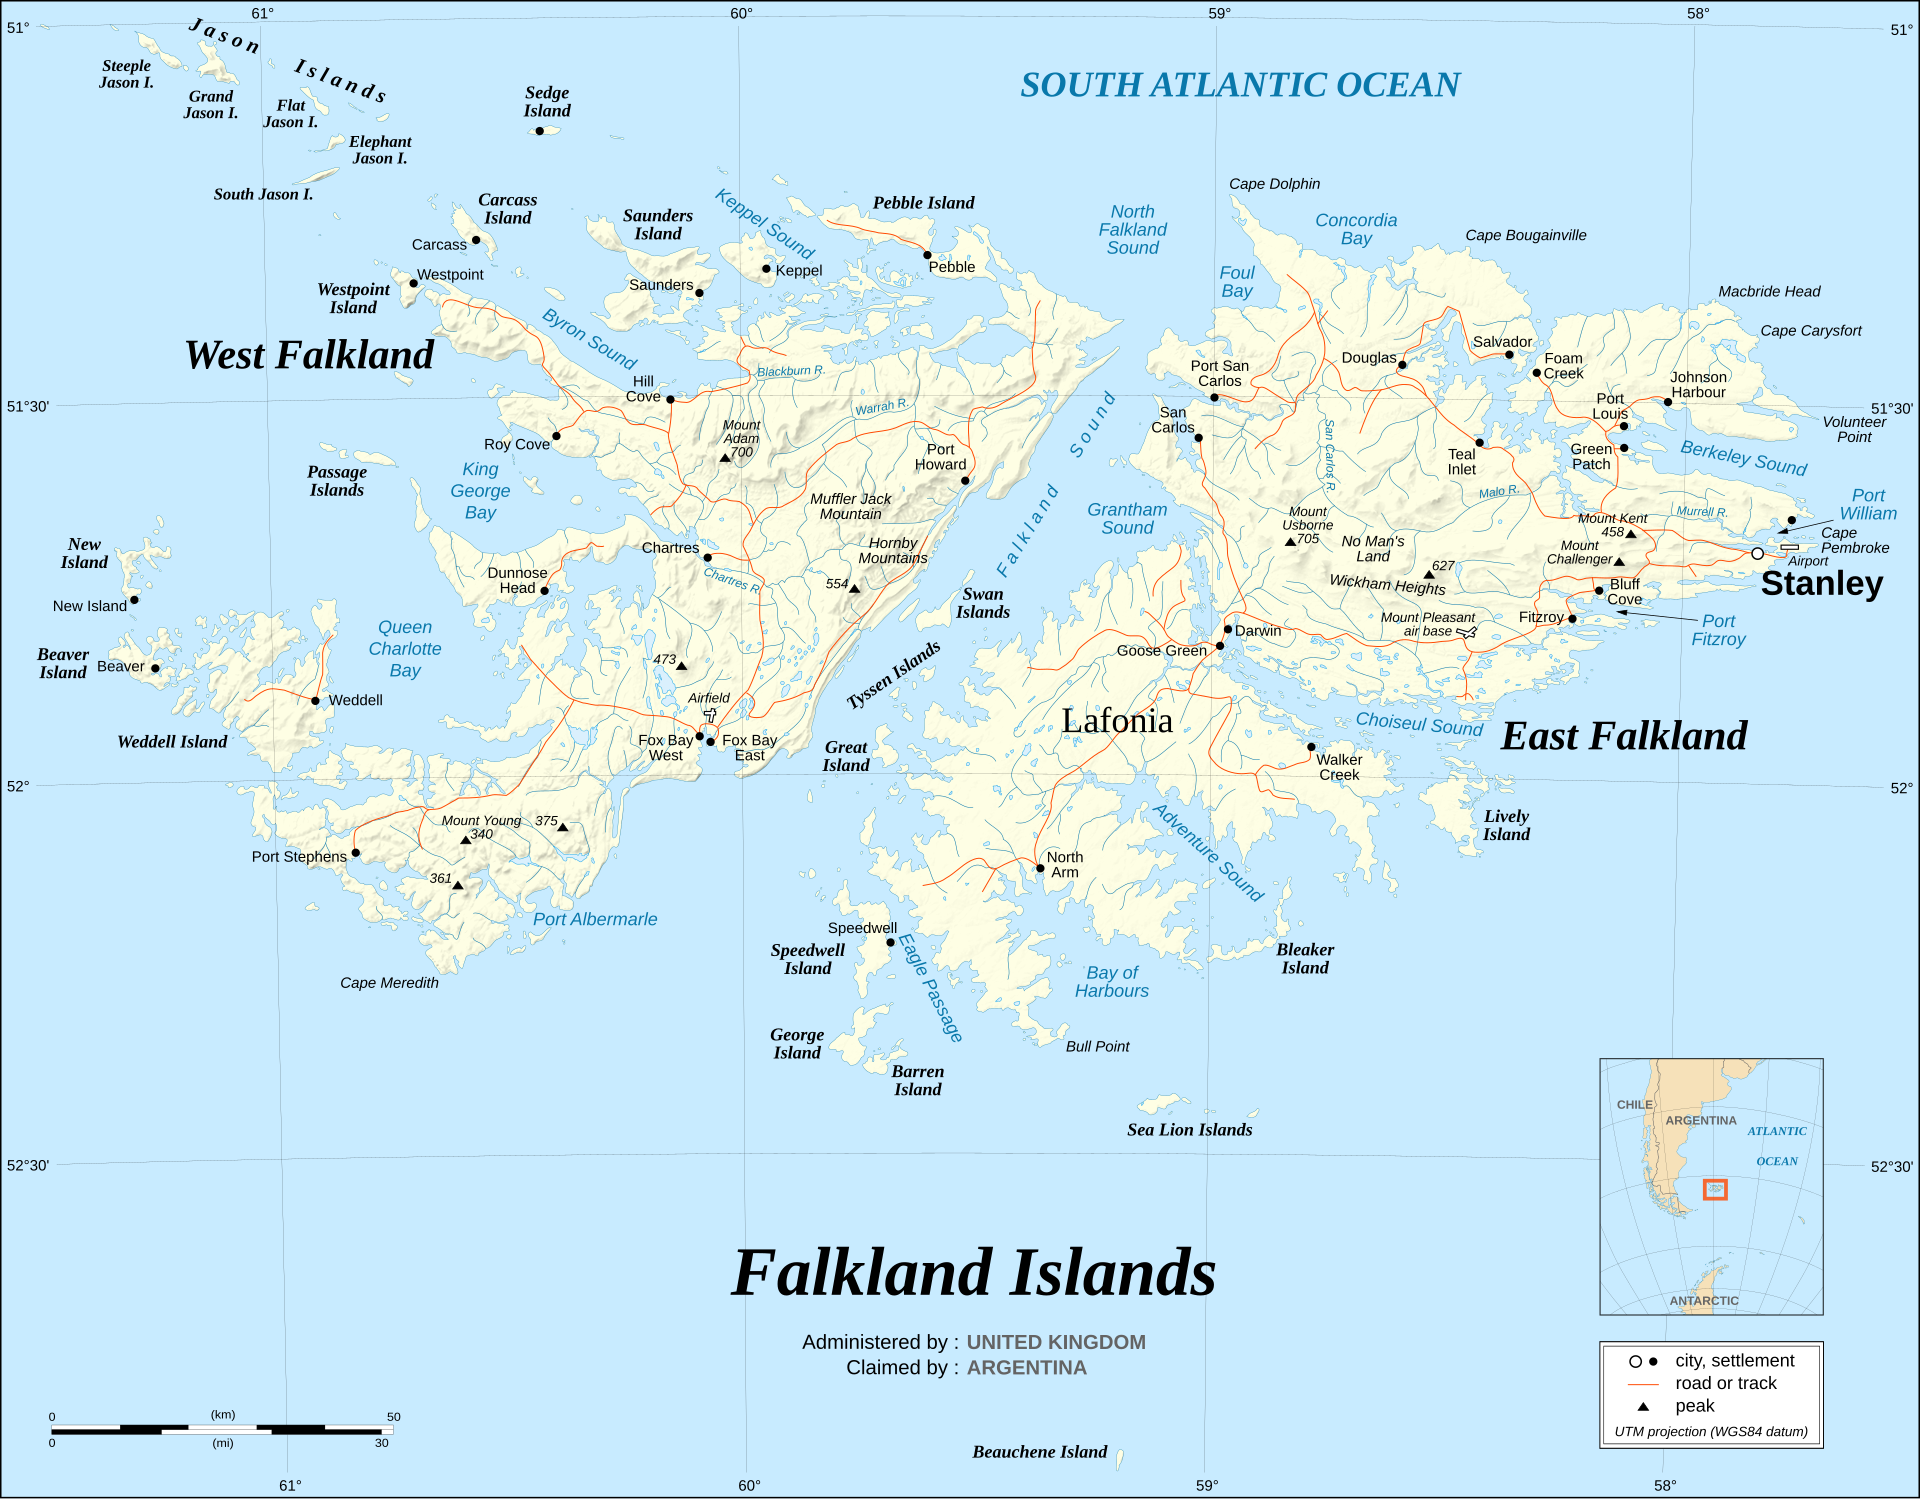 61°
60°
59°
58°
51°
51°
Jason Islands
Steeple
Jason I.
Grand
Jason I.
Flat
Jason I.
Elephant
Jason I.
South Jason I.
Sedge
Island
SOUTH ATLANTIC OCEAN
Carcass
Island
Carcass
Saunders
Island
Saunders
Keppel Sound
Keppel
Pebble Island
Pebble
North
Falkland
Sound
Cape Dolphin
Concordia
Bay
Cape Bougainville
Foul
Bay
Macbride Head
Cape Carysfort
Westpoint
Westpoint
Island
Byron Sound
West Falkland
Hill
Cove
Blackburn R.
Warrah R.
Mount
Adam
700
Roy Cove
51°30'
51°30'
Port San
Carlos
San
Carlos
Douglas
Salvador
Foam
Creek
Johnson
Harbour
Port
Louis
Green
Patch
Volunteer
Point
Berkeley Sound
Teal
Inlet
San Carlos R.
Malo R.
Murrell R.
Port
William
Cape
Pembroke
Airport
Stanley
Passage
Islands
King
George
Bay
Port
Howard
Muffler Jack
Mountain
Hornby
Mountains
554
Falkland Sound
Grantham
Sound
Mount
Usborne
705
No Man's
Land
Wickham Heights
627
Mount Kent
458
Mount
Challenger
Bluff
Cove
Fitzroy
Port
Fitzroy
Mount Pleasant
air base
New
Island
New Island
Chartres
Chartres R.
Dunnose
Head
Swan
Islands
Tyssen Islands
Darwin
Goose Green
Beaver
Island
Beaver
Queen
Charlotte
Bay
Weddell
Weddell Island
473
Airfield
Fox Bay
West
Fox Bay
East
Great
Island
Lafonia
Choiseul Sound
East Falkland
Walker
Creek
Lively
Island
52°
52°
Mount Young
340
375
361
Port Stephens
Port Albermarle
Cape Meredith
North
Arm
Adventure Sound
Speedwell
Speedwell
Island
Eagle Passage
Bay of
Harbours
Bleaker
Island
George
Island
Barren
Island
Bull Point
Sea Lion Islands
52°30'
52°30'
CHILE
ARGENTINA
ATLANTIC
OCEAN
ANTARCTIC
Falkland Islands
Administered by : UNITED KINGDOM
Claimed by : ARGENTINA
city, settlement
road or track
peak
UTM projection (WGS84 datum)
0 (km) 50
0 (mi) 30
Beauchene Island
61°
60°
59°
58°